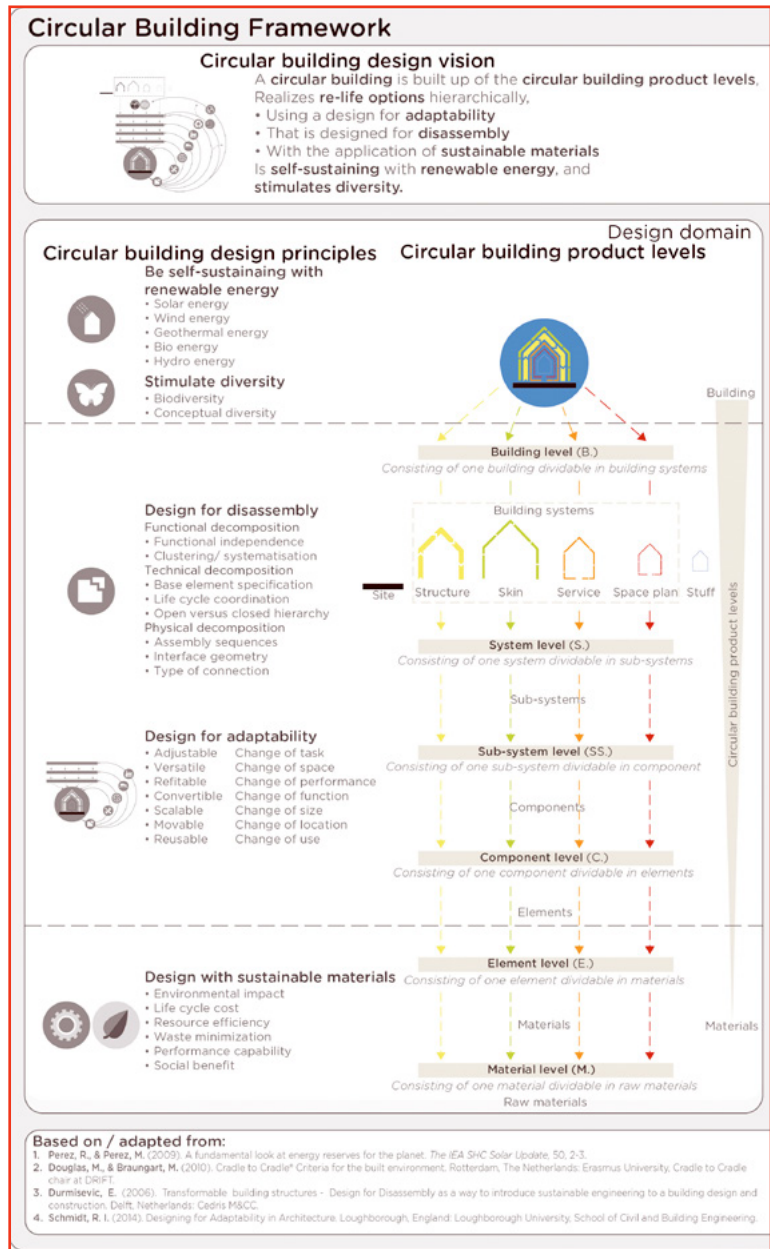 Circular Building Framework
Circular building design vision
A circular building is built up of the circular building product levels,
Realizes re-life options hierarchically,
• Using a design for adaptability
• That is designed for disassembly
• With the application of sustainable materials
Is self-sustaining with renewable energy, and
stimulates diversity.
Design domain
Circular building design principles
Be self-sustainaing with
renewable energy
• Solar energy
• Wind energy
• Geothermal energy
• Bio energy
• Hydro energy
Stimulate diversity
• Biodiversity
• Conceptual diversity
Design for disassembly
Functional decomposition
• Functional independence
• Clustering/ systematisation
Technical decomposition
• Base element specification
• Life cycle coordination
• Open versus closed hierarchy
Physical decomposition
• Assembly sequences
• Interface geometry
• Type of connection
Design for adaptability
• Adjustable Change of task
• Versatile Change of space
• Refitable Change of performance
• Convertible Change of function
• Scalable Change of size
• Movable Change of location
• Reusable Change of use
Design with sustainable materials
• Environmental impact
• Life cycle cost
• Resource efficiency
• Waste minimization
• Performance capability
• Social benefit
Circular building product levels
Building level (B.)
Consisting of one building dividable in building systems
Building systems
Site Structure Skin Service Space plan Stuff
System level (S.)
Consisting of one system dividable in sub-systems
Sub-systems
Sub-system level (SS.)
Consisting of one sub-system dividable in component
Components
Component level (C.)
Consisting of one component dividable in elements
Elements
Element level (E.)
Consisting of one element dividable in materials
Materials
Material level (M.)
Consisting of one material dividable in raw materials
Raw materials
Building
Circular building product levels
Materials
Based on / adapted from:
1. Perez, R., & Perez, M. (2009). A fundamental look at energy reserves for the planet. The IEA SHC Solar Update, 50, 2-3.
2. Douglas, M., & Braungart, M. (2010). Cradle to Cradle® Criteria for the built environment. Rotterdam, The Netherlands: Erasmus University, Cradle to Cradle
chair at DRIFT.
3. Durmisevic, E. (2006). Transformable building structures - Design for Disassembly as a way to introduce sustainable engineering to a building design and
construction. Delft, Netherlands: Cedris M&CC.
4. Schmidt, R. I. (2014). Designing for Adaptability in Architecture. Loughborough, England: Loughborough University, School of Civil and Building Engineering.